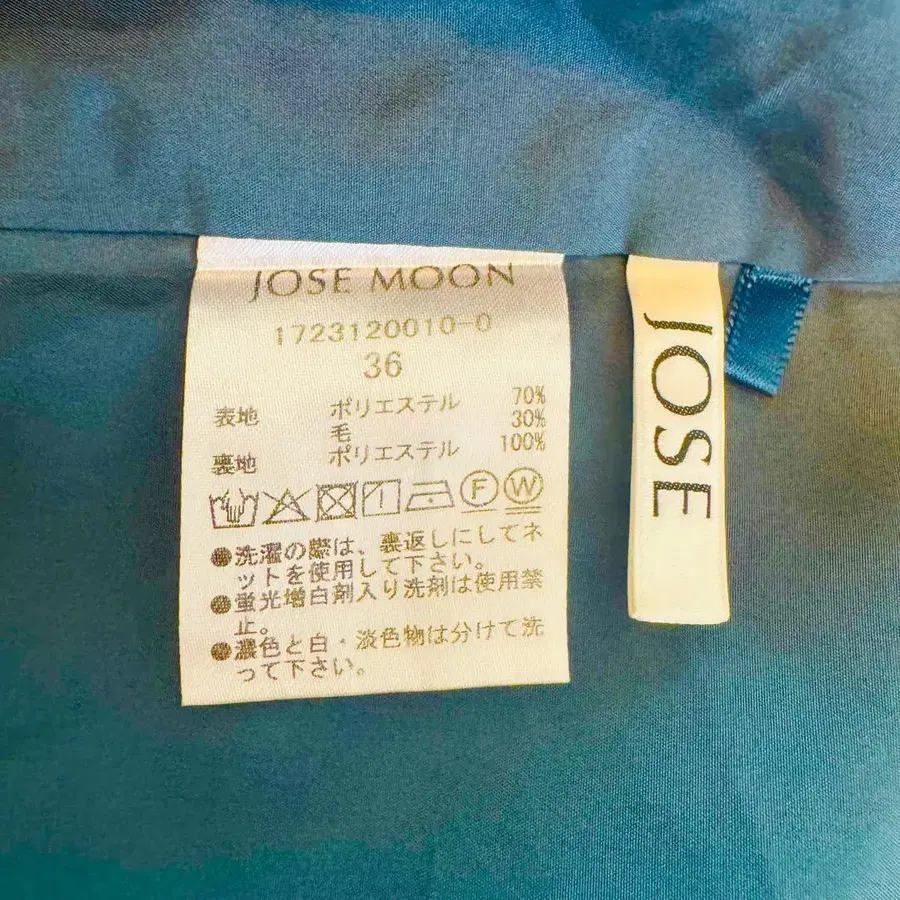 JOSE MOON
1723120010-0
36
表地 ポリエステル 70%
毛 30%
裏地 ポリエステル 100%
F W
●洗濯の際は、裏返しにしてネ
ットを使用して下さい。
●蛍光増白剤入り洗剤は使用禁
止。
●濃色と白・淡色物は分けて洗
って下さい。
JOSE